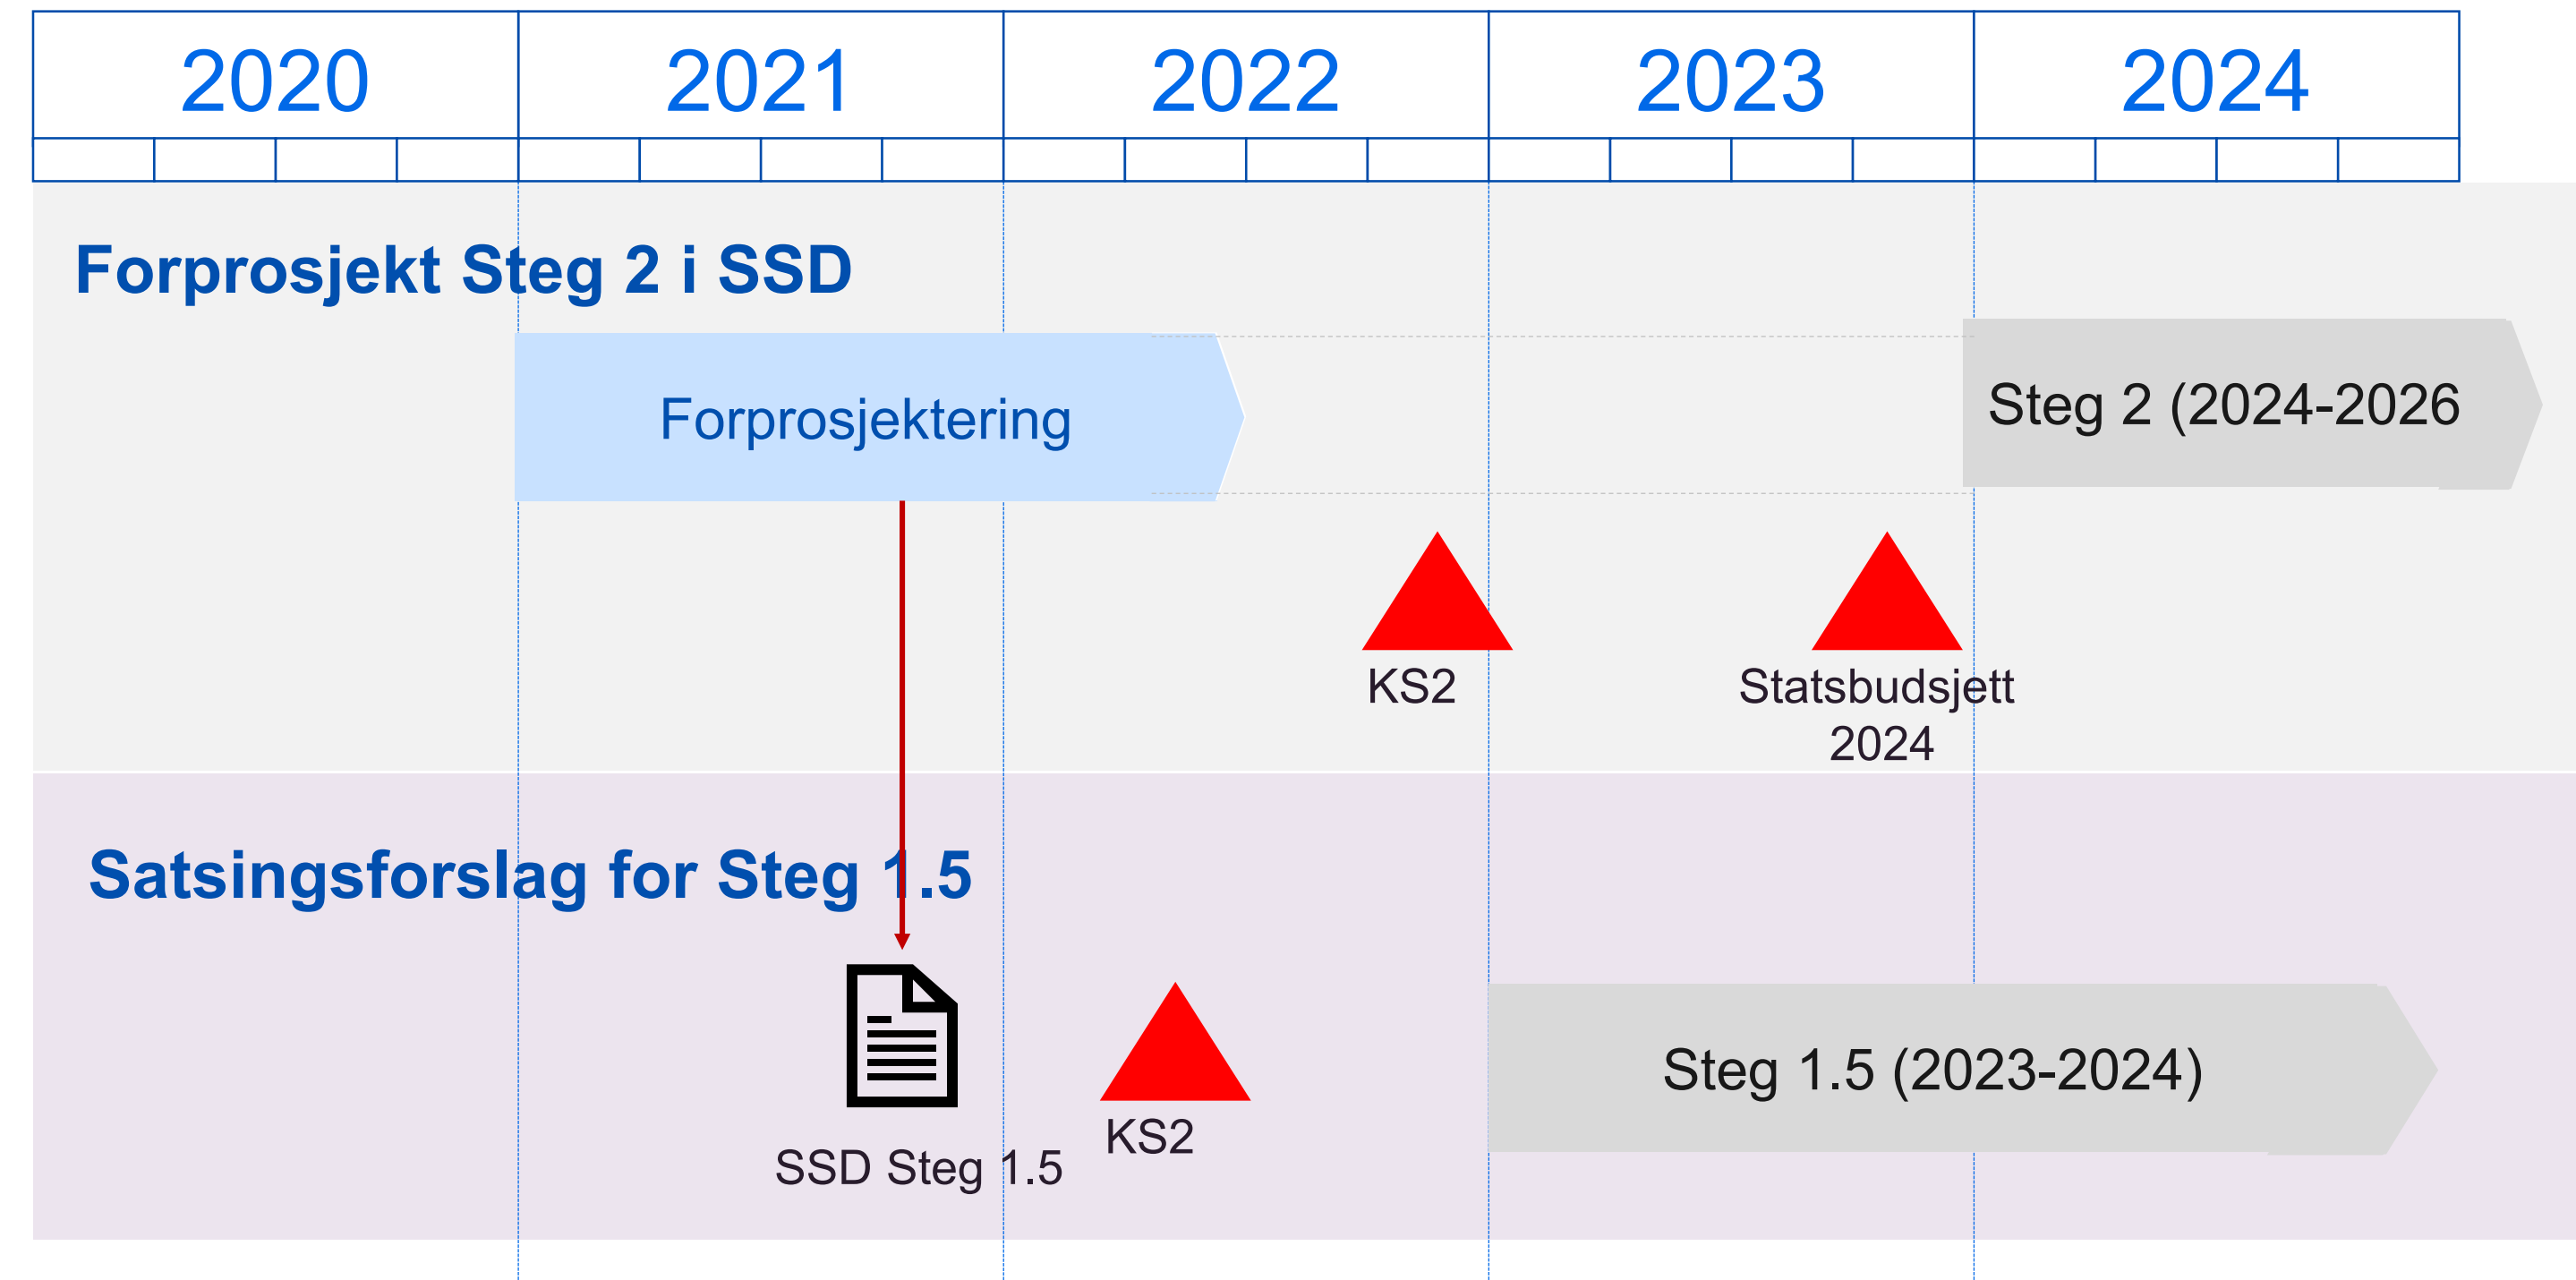 2020 2021 2022 2023 2024
Forprosjekt Steg 2 i SSD
Forprosjektering
Steg 2 (2024-2026
KS2
Statsbudsjett
2024
Satsingsforslag for Steg 1.5
SSD Steg 1.5
KS2
Steg 1.5 (2023-2024)